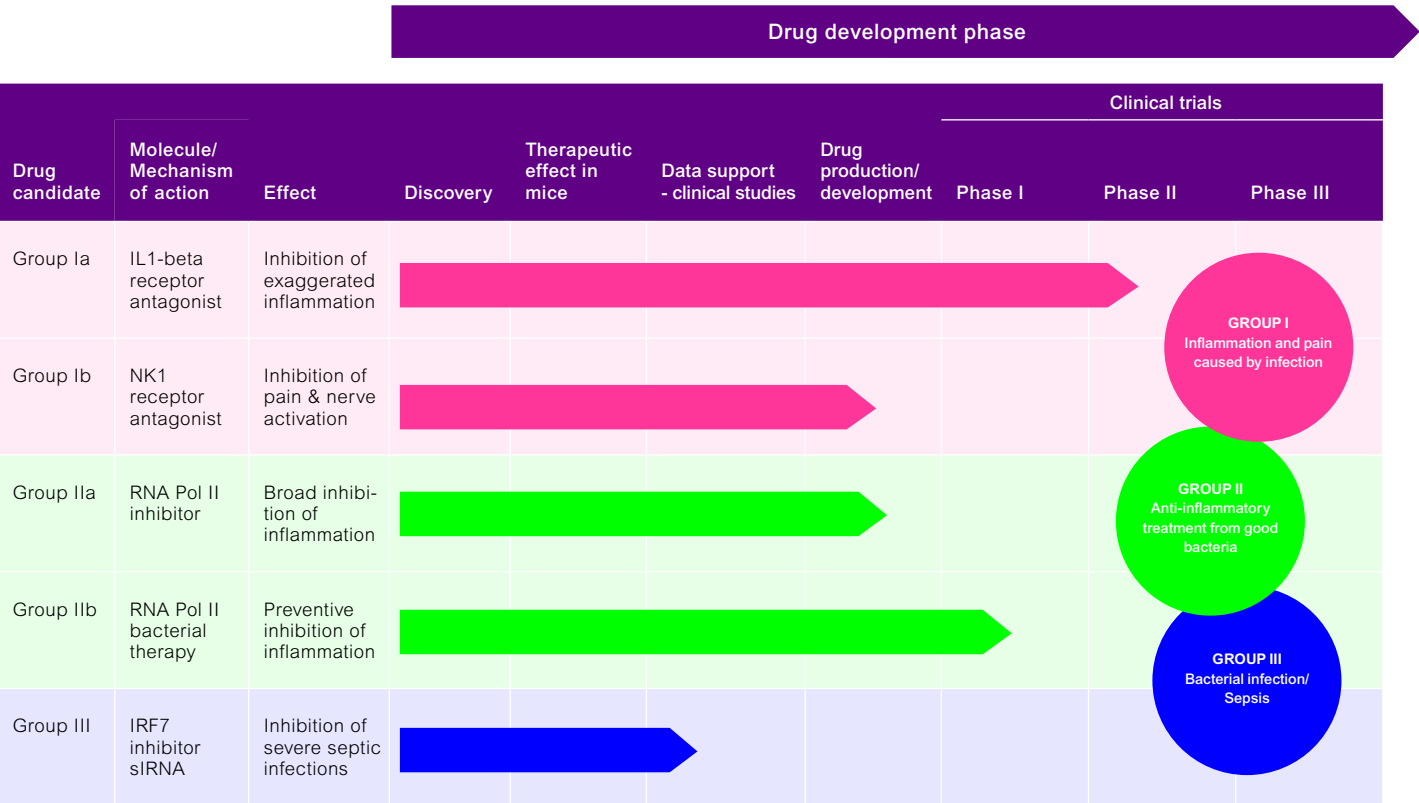 Drug development phase
Clinical trials
Drug
candidate
Molecule/
Mechanism
of action
Effect
Discovery
Therapeutic
effect in
mice
Data support
- clinical studies
Drug
production/
development
Phase I
Phase II
Phase III
Group Ia
IL1-beta
receptor
antagonist
Inhibition of
exaggerated
inflammation
Group Ib
NK1
receptor
antagonist
Inhibition of
pain & nerve
activation
Group IIa
RNA Pol II
inhibitor
Broad inhibi-
tion of
inflammation
Group IIb
RNA Pol II
bacterial
therapy
Preventive
inhibition of
inflammation
Group III
IRF7
inhibitor
sIRNA
Inhibition of
severe septic
infections
GROUP I
Inflammation and pain
caused by infection
GROUP II
Anti-inflammatory
treatment from good
bacteria
GROUP III
Bacterial infection/
Sepsis